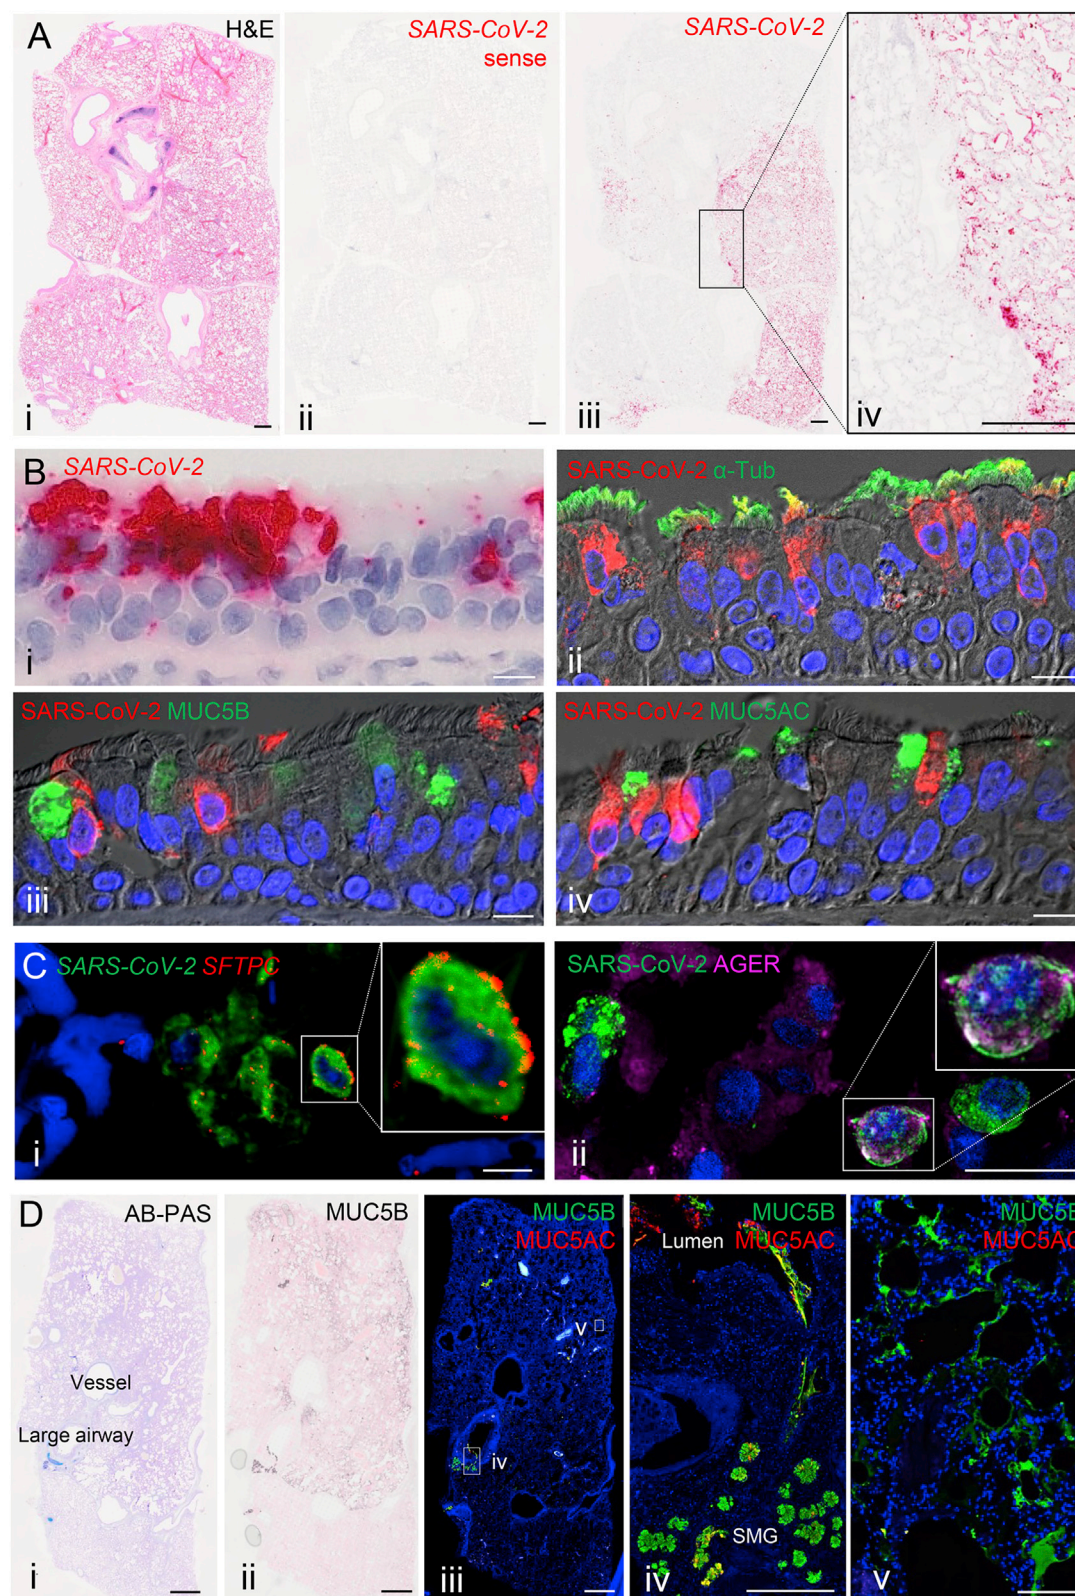 A
H&E
i
SARS-CoV-2
sense
ii
SARS-CoV-2
iii
iv
B
SARS-CoV-2
i
SARS-CoV-2 α-Tub
ii
SARS-CoV-2 MUC5B
iii
SARS-CoV-2 MUC5AC
iv
C
SARS-CoV-2 SFTPC
i
SARS-CoV-2 AGER
ii
D
AB-PAS
Vessel
Large airway
i
MUC5B
ii
MUC5B
MUC5AC
v
iv
iii
MUC5B
Lumen MUC5AC
SMG
iv
MUC5B
MUC5AC
v